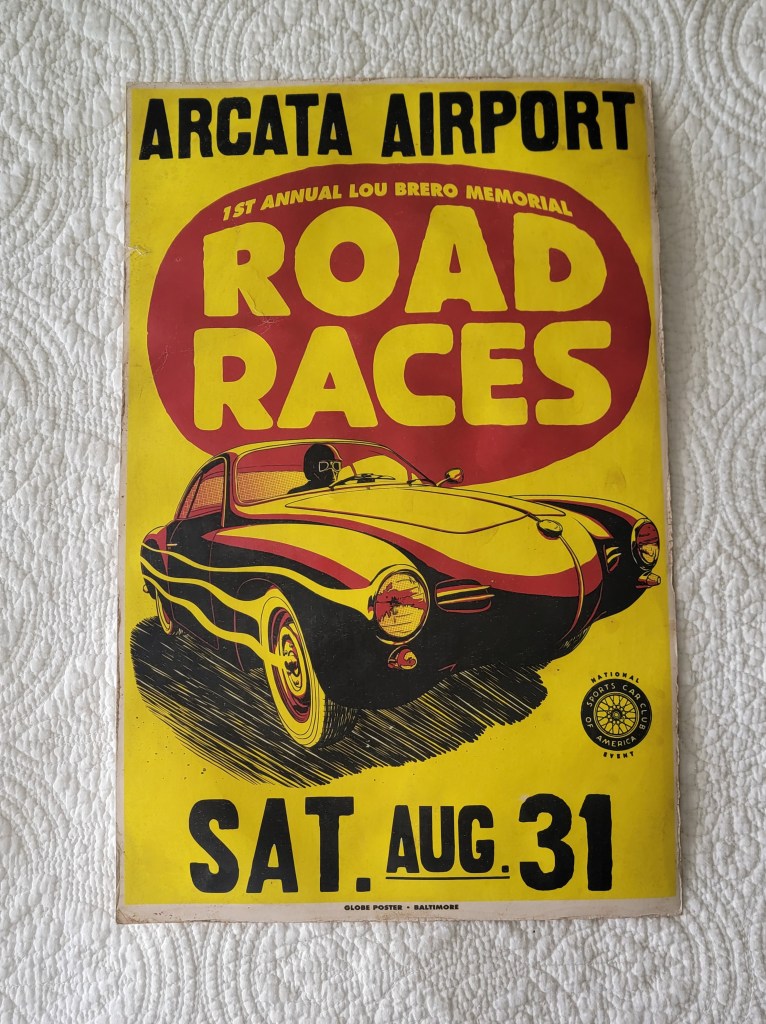 ARCATA AIRPORT
1ST ANNUAL LOU BRERO MEMORIAL
ROAD
RACES
NATIONAL
SPORTS CAR CLUB
OF AMERICA
EVENT
SAT. AUG. 31
GLOBE POSTER • BALTIMORE